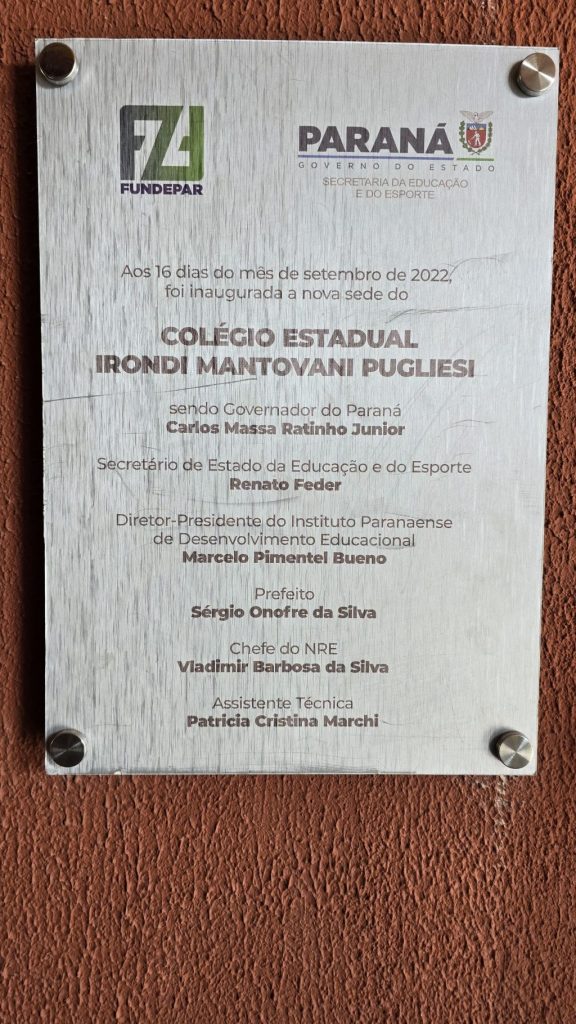 FUNDEPAR
PARANÁ
GOVERNO DO ESTADO
SECRETARIA DA EDUCAÇÃO
E DO ESPORTE
Aos 16 dias do mês de setembro de 2022,
foi inaugurada a nova sede do
COLÉGIO ESTADUAL
IRONDI MANTOVANI PUGLIESI
sendo Governador do Paraná
Carlos Massa Ratinho Junior
Secretário de Estado da Educação e do Esporte
Renato Feder
Diretor-Presidente do Instituto Paranaense
de Desenvolvimento Educacional
Marcelo Pimentel Bueno
Prefeito
Sérgio Onofre da Silva
Chefe do NRE
Vladimir Barbosa da Silva
Assistente Técnica
Patricia Cristina Marchi